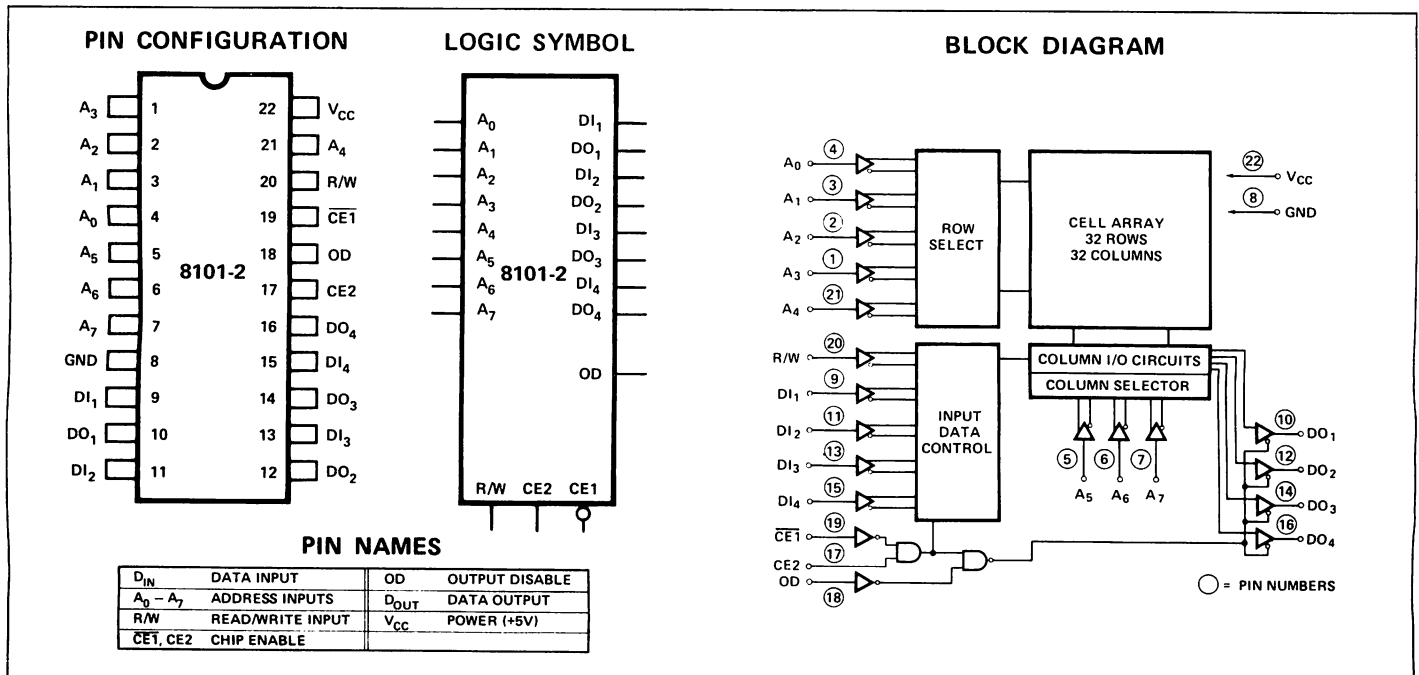 PIN CONFIGURATION
A3 1 22 VCC
A2 2 21 A4
A1 3 20 R/W
A0 4 19 C̅E̅1̅
A5 5 18 OD
8101-2
A6 6 17 CE2
A7 7 16 DO4
GND 8 15 DI4
DI1 9 14 DO3
DO1 10 13 DI3
DI2 11 12 DO2
LOGIC SYMBOL
A0 DI1
A1 DO1
A2 DI2
A3 DO2
A4 DI3
A5 DO3
8101-2
A6 DI4
A7 DO4
OD
R/W CE2 CE1
PIN NAMES
DIN DATA INPUT OD OUTPUT DISABLE
A0 – A7 ADDRESS INPUTS DOUT DATA OUTPUT
R/W READ/WRITE INPUT VCC POWER (+5V)
C̅E̅1̅, CE2 CHIP ENABLE
BLOCK DIAGRAM
A0 4
A1 3
A2 2
A3 1
A4 21
ROW
SELECT
CELL ARRAY
32 ROWS
32 COLUMNS
22 VCC
8 GND
R/W 20
DI1 9
DI2 11
DI3 13
DI4 15
C̅E̅1̅ 19
CE2 17
OD 18
INPUT
DATA
CONTROL
COLUMN I/O CIRCUITS
COLUMN SELECTOR
5 6 7
A5 A6 A7
10 DO1
12 DO2
14 DO3
16 DO4
= PIN NUMBERS